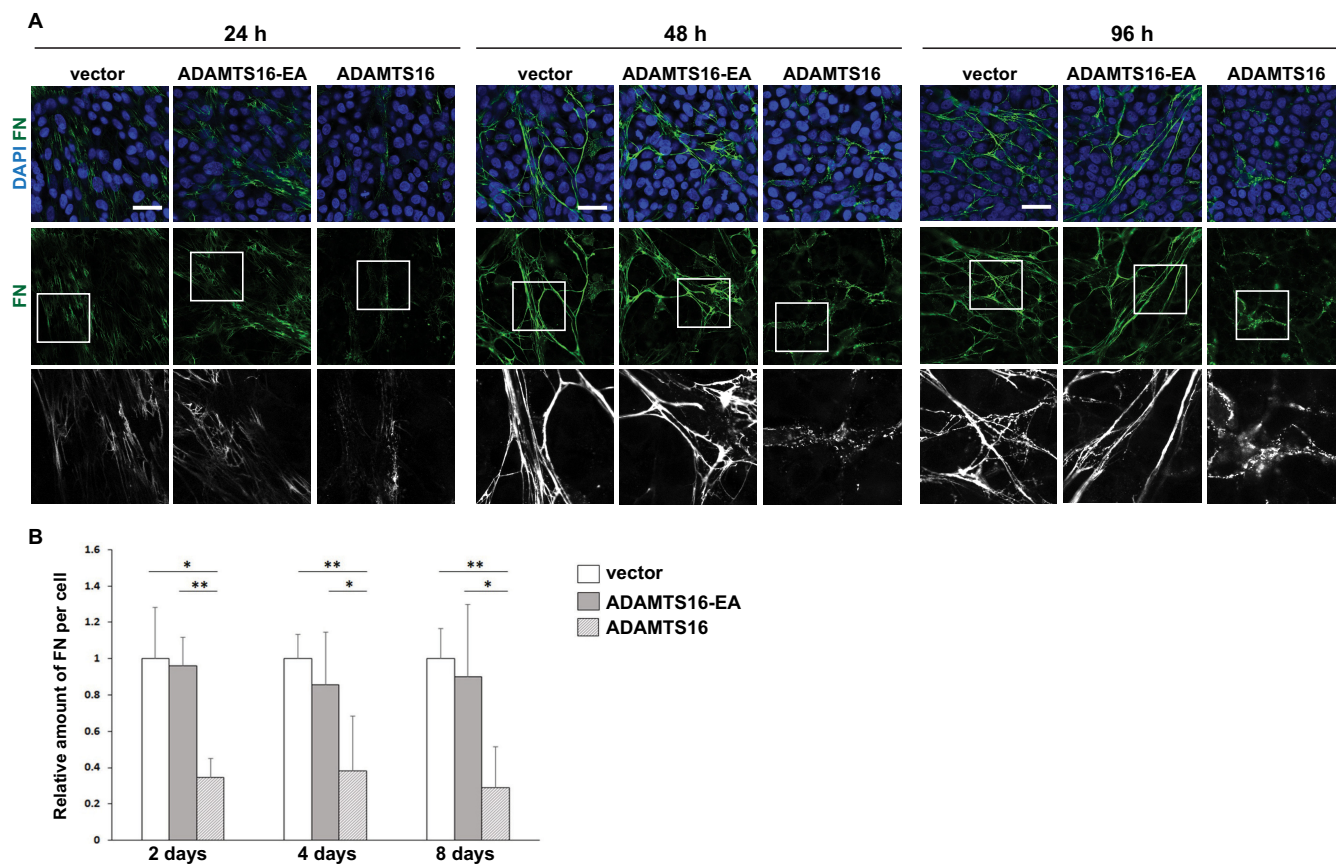 A
24 h
48 h
96 h
vector
ADAMTS16-EA
ADAMTS16
vector
ADAMTS16-EA
ADAMTS16
vector
ADAMTS16-EA
ADAMTS16
DAPI FN
FN
B
Relative amount of FN per cell
1.6
1.4
1.2
1
0.8
0.6
0.4
0.2
0
*
**
**
*
**
*
2 days
4 days
8 days
vector
ADAMTS16-EA
ADAMTS16